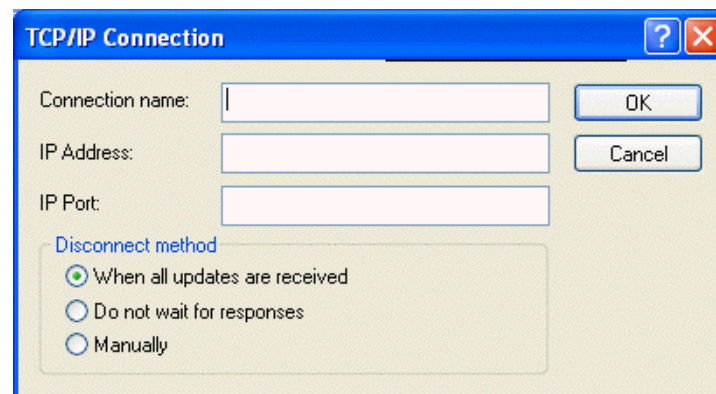 TCP/IP Connection
Connection name:
OK
IP Address:
Cancel
IP Port:
Disconnect method
When all updates are received
Do not wait for responses
Manually